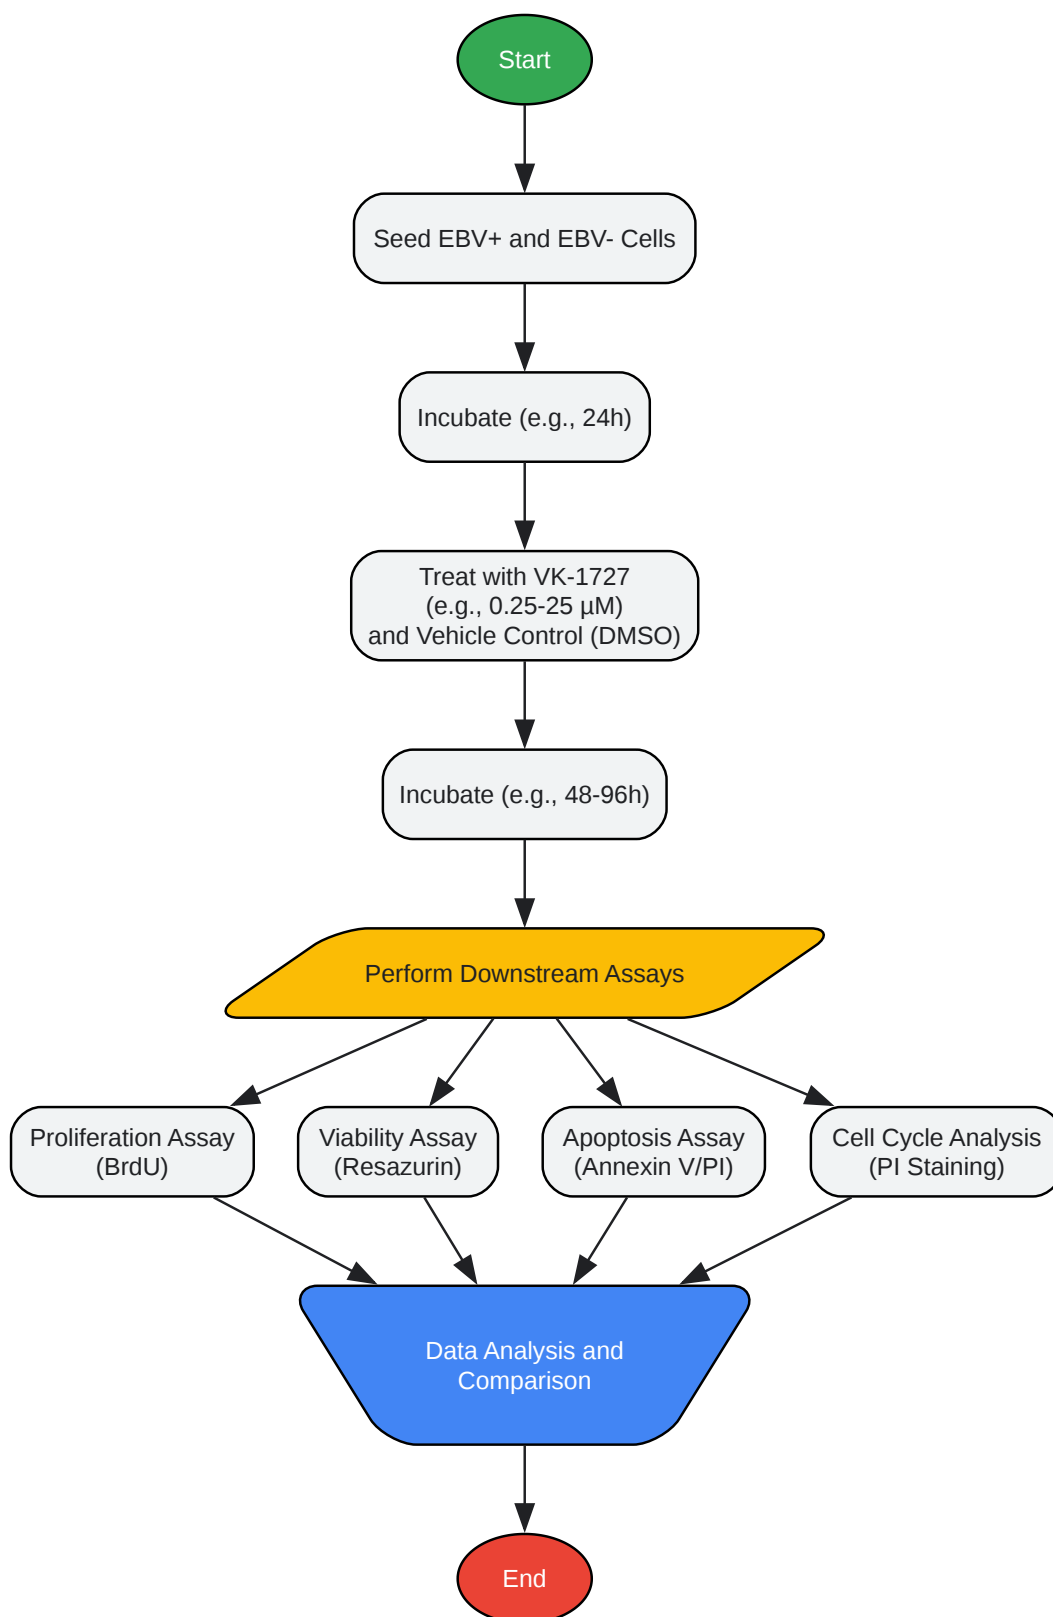 Start
Seed EBV+ and EBV- Cells
Incubate (e.g., 24h)
Treat with VK-1727
(e.g., 0.25-25 µM)
and Vehicle Control (DMSO)
Incubate (e.g., 48-96h)
Perform Downstream Assays
Proliferation Assay
(BrdU)
Viability Assay
(Resazurin)
Apoptosis Assay
(Annexin V/PI)
Cell Cycle Analysis
(PI Staining)
Data Analysis and
Comparison
End